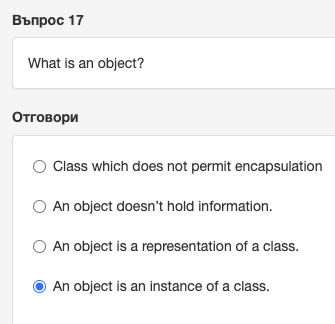 Въпрос 17
What is an object?
Отговори
Class which does not permit encapsulation
An object doesn't hold information.
An object is a representation of a class.
An object is an instance of a class.